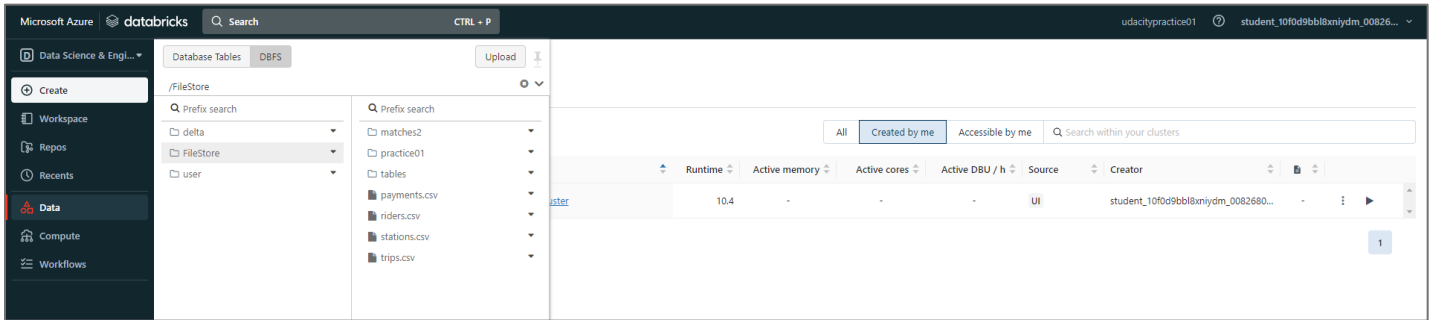 Microsoft Azure databricks Search CTRL + P udacitypractice01 student_10f0d9bbl8xniydm_00826...
D Data Science & Engi...
Create
Workspace
Repos
Recents
Data
Compute
Workflows
Database Tables DBFS Upload
/FileStore
Prefix search
delta
FileStore
user
Prefix search
matches2
practice01
tables
payments.csv
riders.csv
stations.csv
trips.csv
All Created by me Accessible by me Search within your clusters
Runtime Active memory Active cores Active DBU / h Source Creator
uster 10.4 - - - UI student_10f0d9bbl8xniydm_0082680... -
1